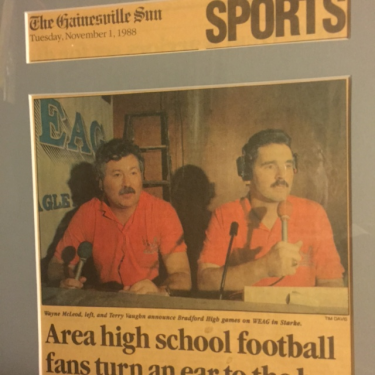 The Gainesville Sun
SPORTS
Tuesday, November 1, 1988
EAG
EAGLE
Wayne McLeod, left, and Terry Vaughn announce Bradford High games on WEAG in Starke.
Area high school football
fans turn an ear to the